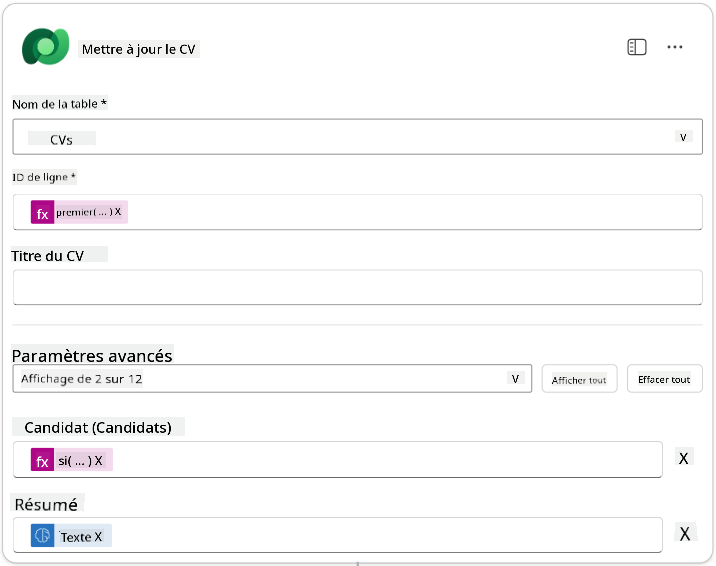 Mettre à jour le CV
Nom de la table *
CVs V
ID de ligne *
fx premier( ... ) X
Titre du CV
Paramètres avancés
Affichage de 2 sur 12 V Afficher tout Effacer tout
Candidat (Candidats)
fx si( ... ) X X
Résumé
Texte X X